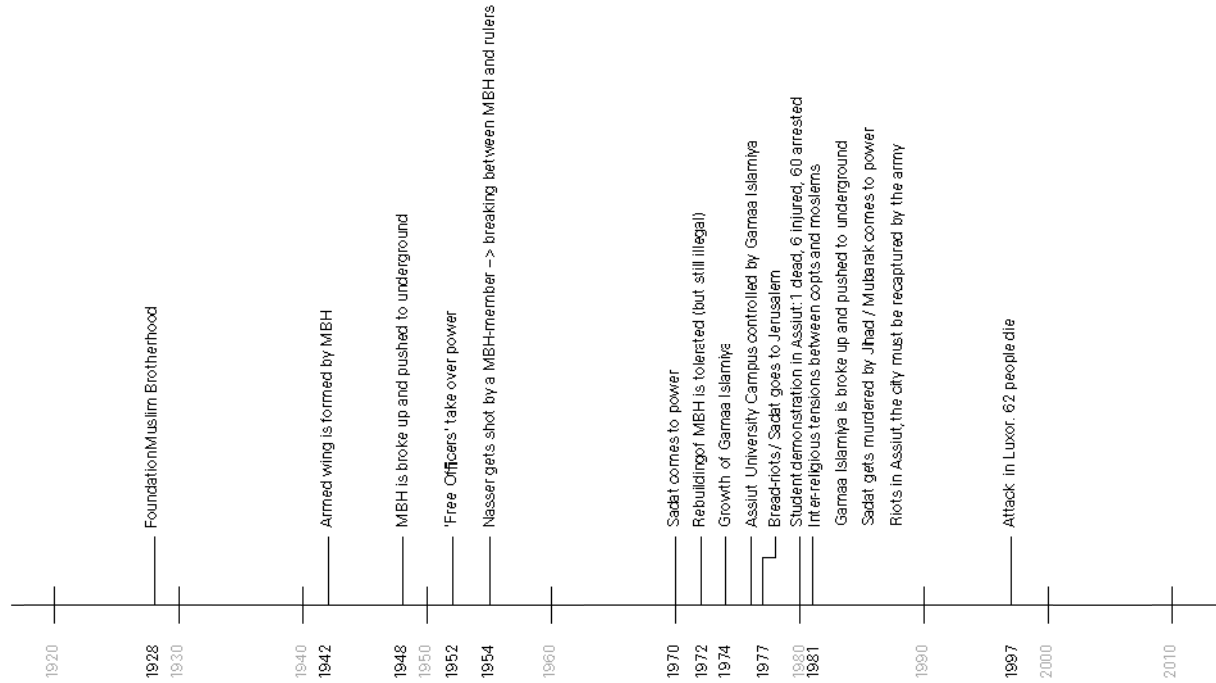 FoundationMuslim Brotherhood
Armed wing is formed by MBH
MBH is broke up and pushed to underground
'Free Officers' take over power
Nasser gets shot by a MBH-member –> breaking between MBH and rulers
Sadat comes to power
Rebuildingof MBH is tolerated (but still illegal)
Growth of Gamaa Islamiya
Assiut University Campus controlled by Gamaa Islamiya
Bread-riots / Sadat goes to Jerusalem
Student demonstration in Assiut: 1 dead, 6 injured, 60 arrested
Inter-religious tensions between copts and moslems
Gamaa Islamiya is broke up and pushed to underground
Sadat gets murdered by Jihad / Mubarak comes to power
Riots in Assiut, the city must be recaptured by the army
Attack in Luxor. 62 people die
1920
1928
1930
1940
1942
1948
1950
1952
1954
1960
1970
1972
1974
1977
1980
1981
1990
1997
2000
2010